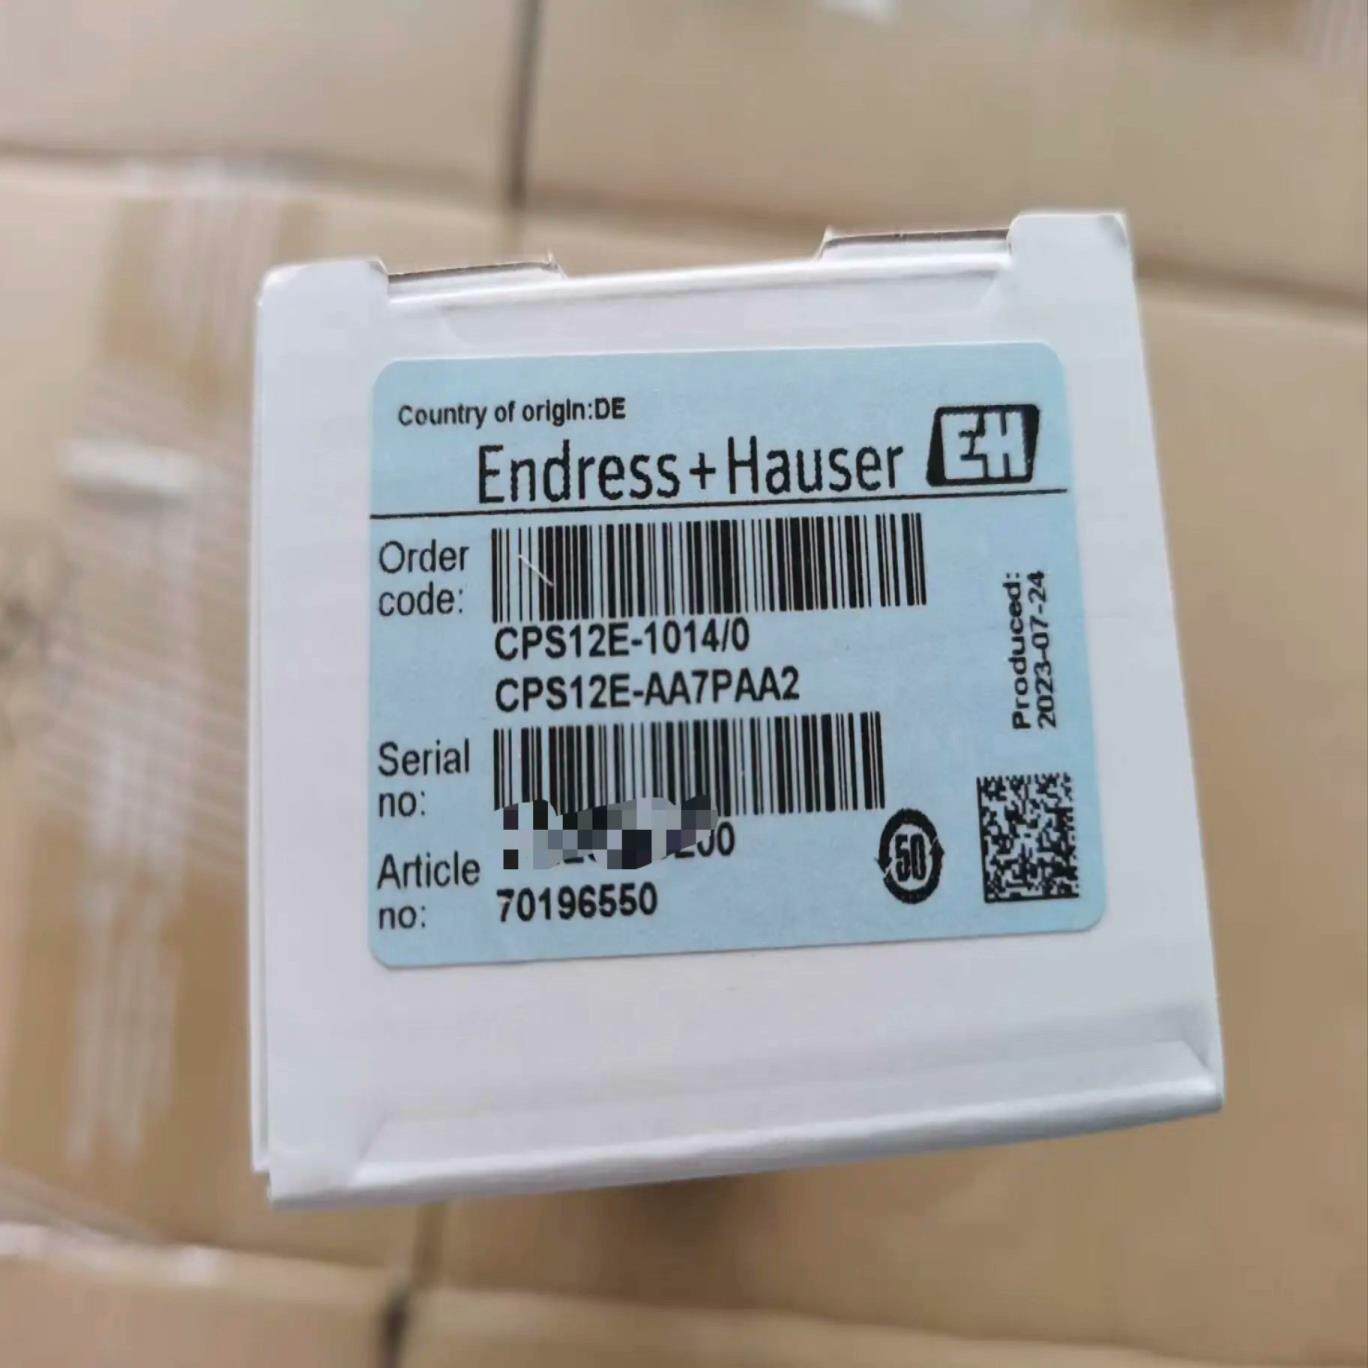 Country of origin:DE
Endress+Hauser EH
Order code:
CPS12E-1014/0
CPS12E-AA7PAA2
Produced: 2023-07-24
Serial no:
Article no:
70196550
50